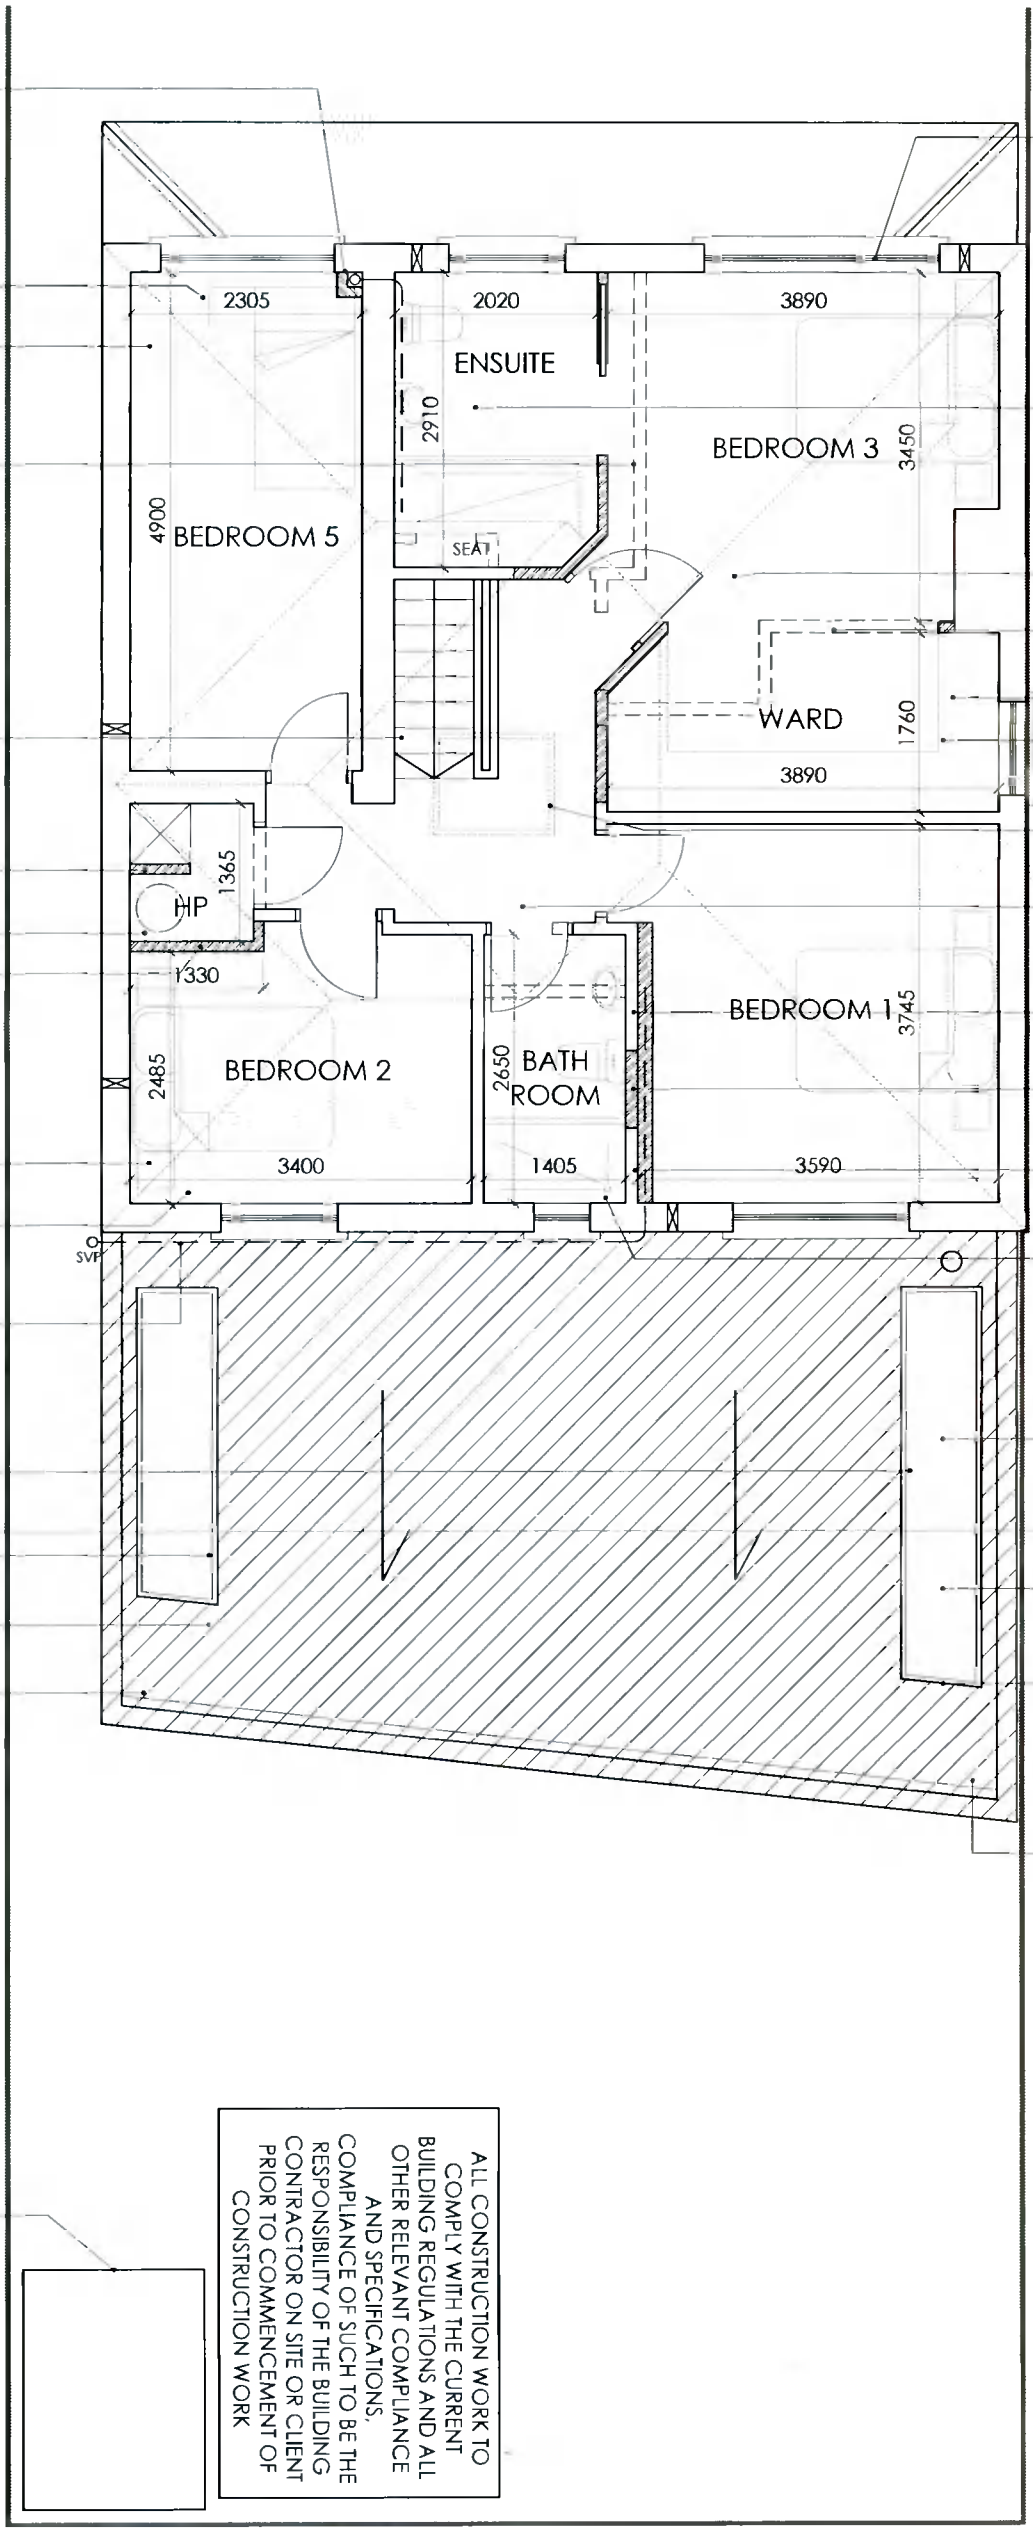 2305
2020
3890
ENSUITE
2910
BEDROOM 3
3450
4900
BEDROOM 5
SEAT
WARD
1760
3890
1365
HP
1330
BEDROOM 1
3745
BEDROOM 2
2485
2650
BATH
ROOM
3400
1405
3590
SVP
ALL CONSTRUCTION WORK TO
COMPLY WITH THE CURRENT
BUILDING REGULATIONS AND ALL
OTHER RELEVANT COMPLIANCE
AND SPECIFICATIONS,
COMPLIANCE OF SUCH TO BE THE
RESPONSIBILITY OF THE BUILDING
CONTRACTOR ON SITE OR CLIENT
PRIOR TO COMMENCEMENT OF
CONSTRUCTION WORK